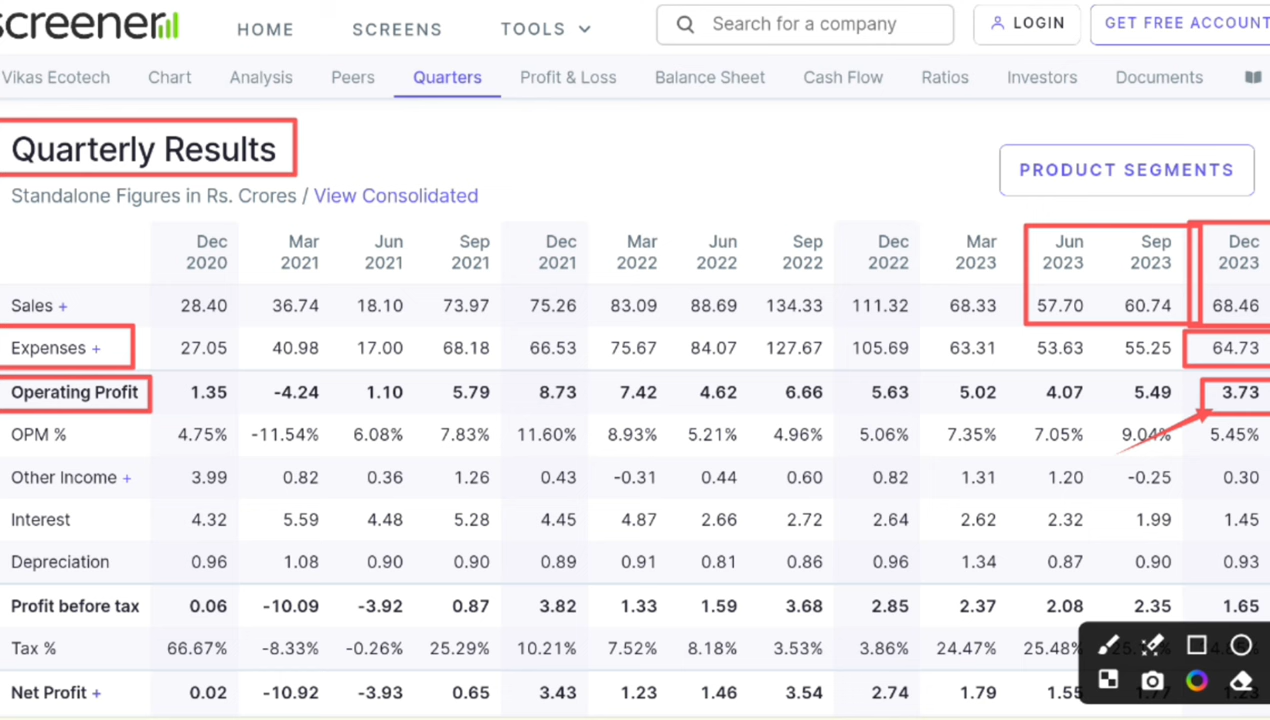 screener
HOME SCREENS TOOLS Search for a company LOGIN GET FREE ACCOUNT
Vikas Ecotech Chart Analysis Peers Quarters Profit & Loss Balance Sheet Cash Flow Ratios Investors Documents
Quarterly Results
PRODUCT SEGMENTS
Standalone Figures in Rs. Crores / View Consolidated
Dec 2020 Mar 2021 Jun 2021 Sep 2021 Dec 2021 Mar 2022 Jun 2022 Sep 2022 Dec 2022 Mar 2023 Jun 2023 Sep 2023 Dec 2023
Sales + 28.40 36.74 18.10 73.97 75.26 83.09 88.69 134.33 111.32 68.33 57.70 60.74 68.46
Expenses + 27.05 40.98 17.00 68.18 66.53 75.67 84.07 127.67 105.69 63.31 53.63 55.25 64.73
Operating Profit 1.35 -4.24 1.10 5.79 8.73 7.42 4.62 6.66 5.63 5.02 4.07 5.49 3.73
OPM % 4.75% -11.54% 6.08% 7.83% 11.60% 8.93% 5.21% 4.96% 5.06% 7.35% 7.05% 9.04% 5.45%
Other Income + 3.99 0.82 0.36 1.26 0.43 -0.31 0.44 0.60 0.82 1.31 1.20 -0.25 0.30
Interest 4.32 5.59 4.48 5.28 4.45 4.87 2.66 2.72 2.64 2.62 2.32 1.99 1.45
Depreciation 0.96 1.08 0.90 0.90 0.89 0.91 0.81 0.86 0.96 1.34 0.87 0.90 0.93
Profit before tax 0.06 -10.09 -3.92 0.87 3.82 1.33 1.59 3.68 2.85 2.37 2.08 2.35 1.65
Tax % 66.67% -8.33% -0.26% 25.29% 10.21% 7.52% 8.18% 3.53% 3.86% 24.47% 25.48%
Net Profit + 0.02 -10.92 -3.93 0.65 3.43 1.23 1.46 3.54 2.74 1.79 1.55